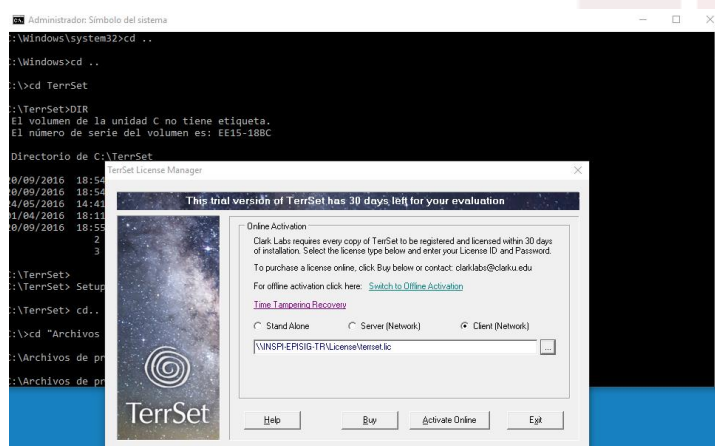 Administrador: Símbolo del sistema
C:\Windows\system32>cd ..
C:\Windows>cd ..
C:\>cd TerrSet
C:\TerrSet>DIR
El volumen de la unidad C no tiene etiqueta.
El número de serie del volumen es: EE15-18BC
Directorio de C:\TerrSet
20/09/2016 18:54
20/09/2016 18:54
24/05/2016 14:41
01/04/2016 18:11
20/09/2016 18:55
2
3
C:\TerrSet>
C:\TerrSet> Setup
C:\TerrSet> cd..
C:\>cd "Archivos
C:\Archivos de pr
C:\Archivos de pr
TerrSet License Manager
This trial version of TerrSet has 30 days left for your evaluation
Online Activation
Clark Labs requires every copy of TerrSet to be registered and licensed within 30 days
of installation. Select the license type below and enter your License ID and Password.
To purchase a license online, click Buy below or contact: clarklabs@clarku.edu
For offline activation click here: Switch to Offline Activation
Time Tampering Recovery
Stand Alone Server (Network) Client (Network)
\\INSPI-EPISIG-TR\License\terrset.lic ...
TerrSet
Help Buy Activate Online Exit